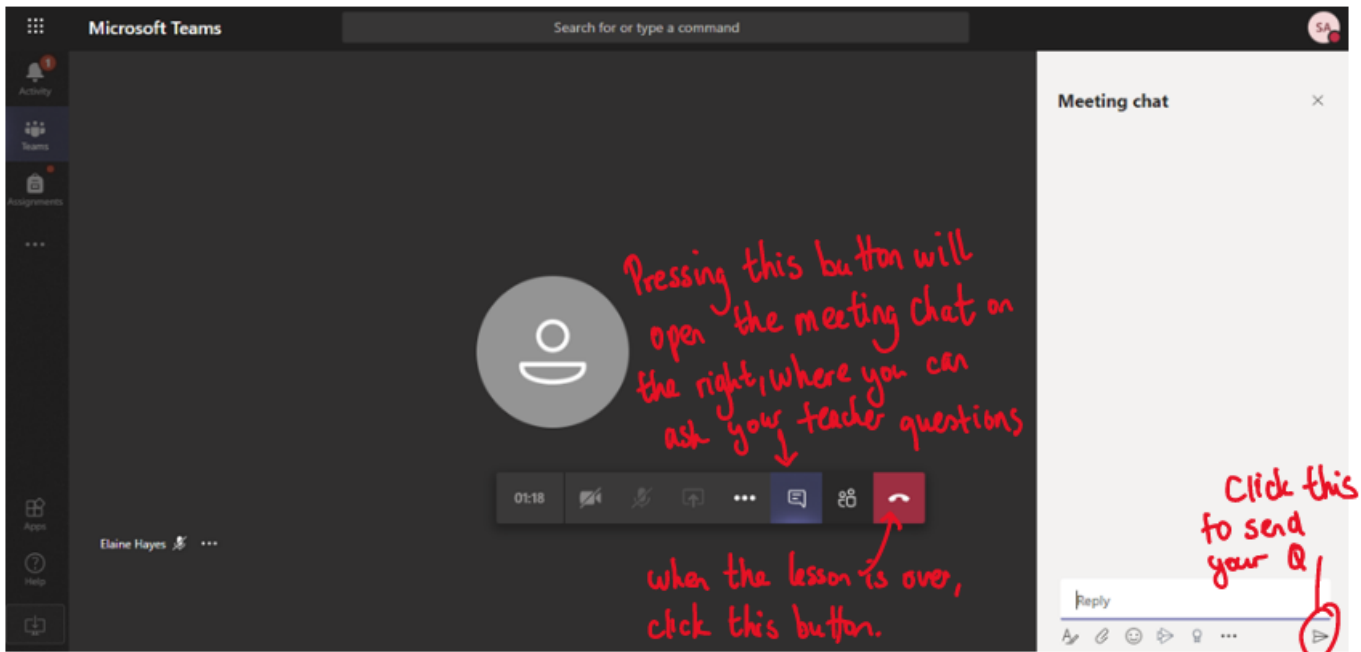 Microsoft Teams
Search for or type a command
SA
1
Activity
Teams
Assignments
Meeting chat
Pressing this button will
open the meeting chat on
the right, where you can
ask your teacher questions
01:18
Elaine Hayes
when the lesson is over,
click this button.
Click this
to send
your Q
Reply
Apps
Help